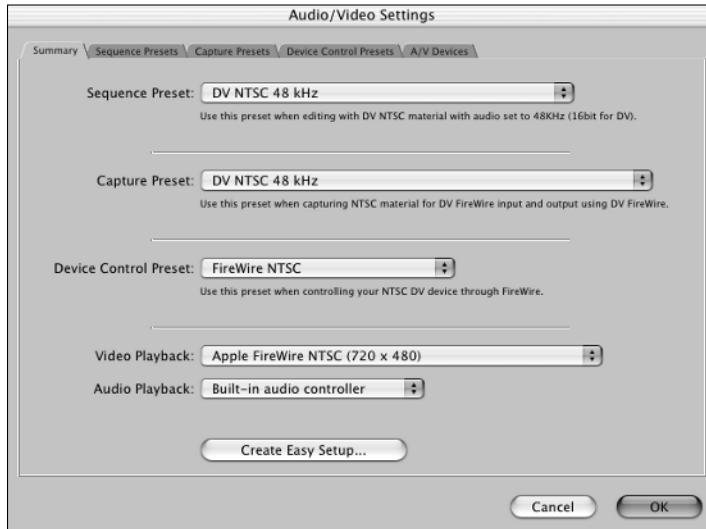 Audio/Video Settings
Summary Sequence Presets Capture Presets Device Control Presets A/V Devices
Sequence Preset: DV NTSC 48 kHz
Use this preset when editing with DV NTSC material with audio set to 48KHz (16bit for DV).
Capture Preset: DV NTSC 48 kHz
Use this preset when capturing NTSC material for DV FireWire input and output using DV FireWire.
Device Control Preset: FireWire NTSC
Use this preset when controlling your NTSC DV device through FireWire.
Video Playback: Apple FireWire NTSC (720 x 480)
Audio Playback: Built-in audio controller
Create Easy Setup...
Cancel OK